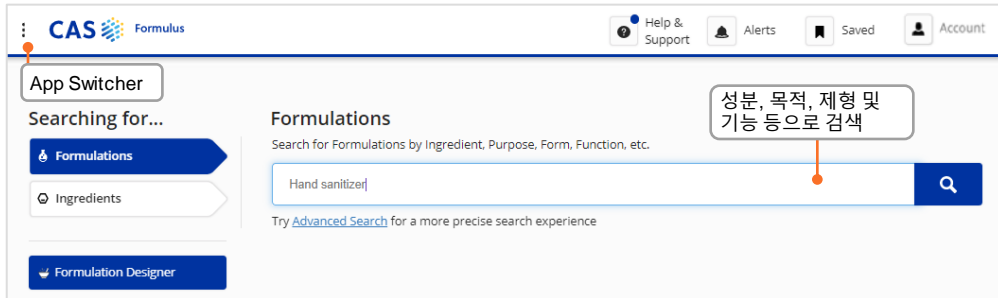 CAS Formulus
Help &
Support
Alerts
Saved
Account
App Switcher
성분, 목적, 제형 및
기능 등으로 검색
Searching for...
Formulations
Ingredients
Formulation Designer
Formulations
Search for Formulations by Ingredient, Purpose, Form, Function, etc.
Hand sanitizer
Try Advanced Search for a more precise search experience